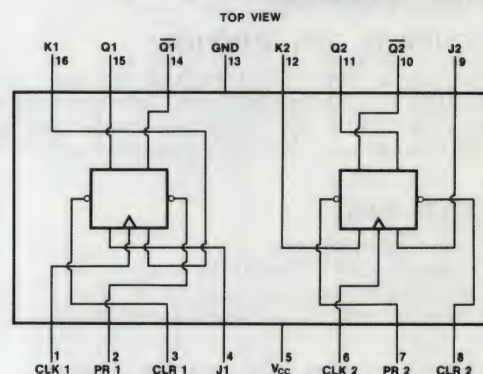 TOP VIEW
K1 Q1 Q1 GND K2 Q2 Q2 J2
16 15 14 13 12 11 10 9
1 2 3 4 5 6 7 8
CLK 1 PR 1 CLR 1 J1 VCC CLK 2 PR 2 CLR 2